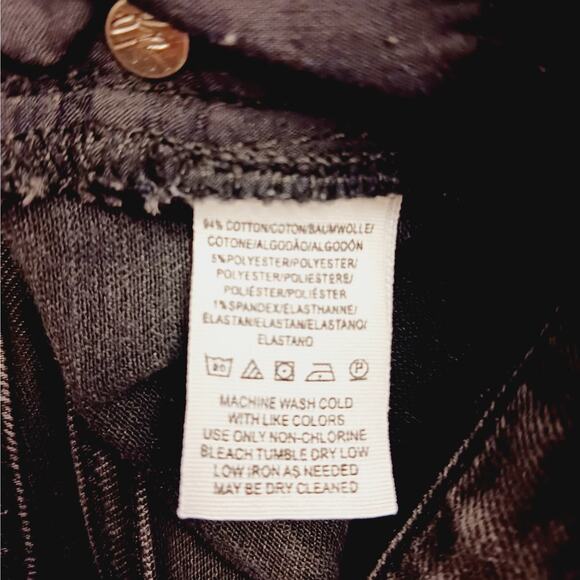 94% COTTON/COTON/BAUMWOLLE/
COTONE/ALGODÃO/ALGODÓN
5%POLYESTER/POLYESTER/
POLYESTER/POLIESTERE/
POLIÉSTER/POLIÉSTER
1%SPANDEX/ELASTHANNE/
ELASTAN/ELASTAN/ELASTANO/
ELASTANO
P
MACHINE WASH COLD
WITH LIKE COLORS
USE ONLY NON-CHLORINE
BLEACH TUMBLE DRY LOW
LOW IRON AS NEEDED
MAY BE DRY CLEANED